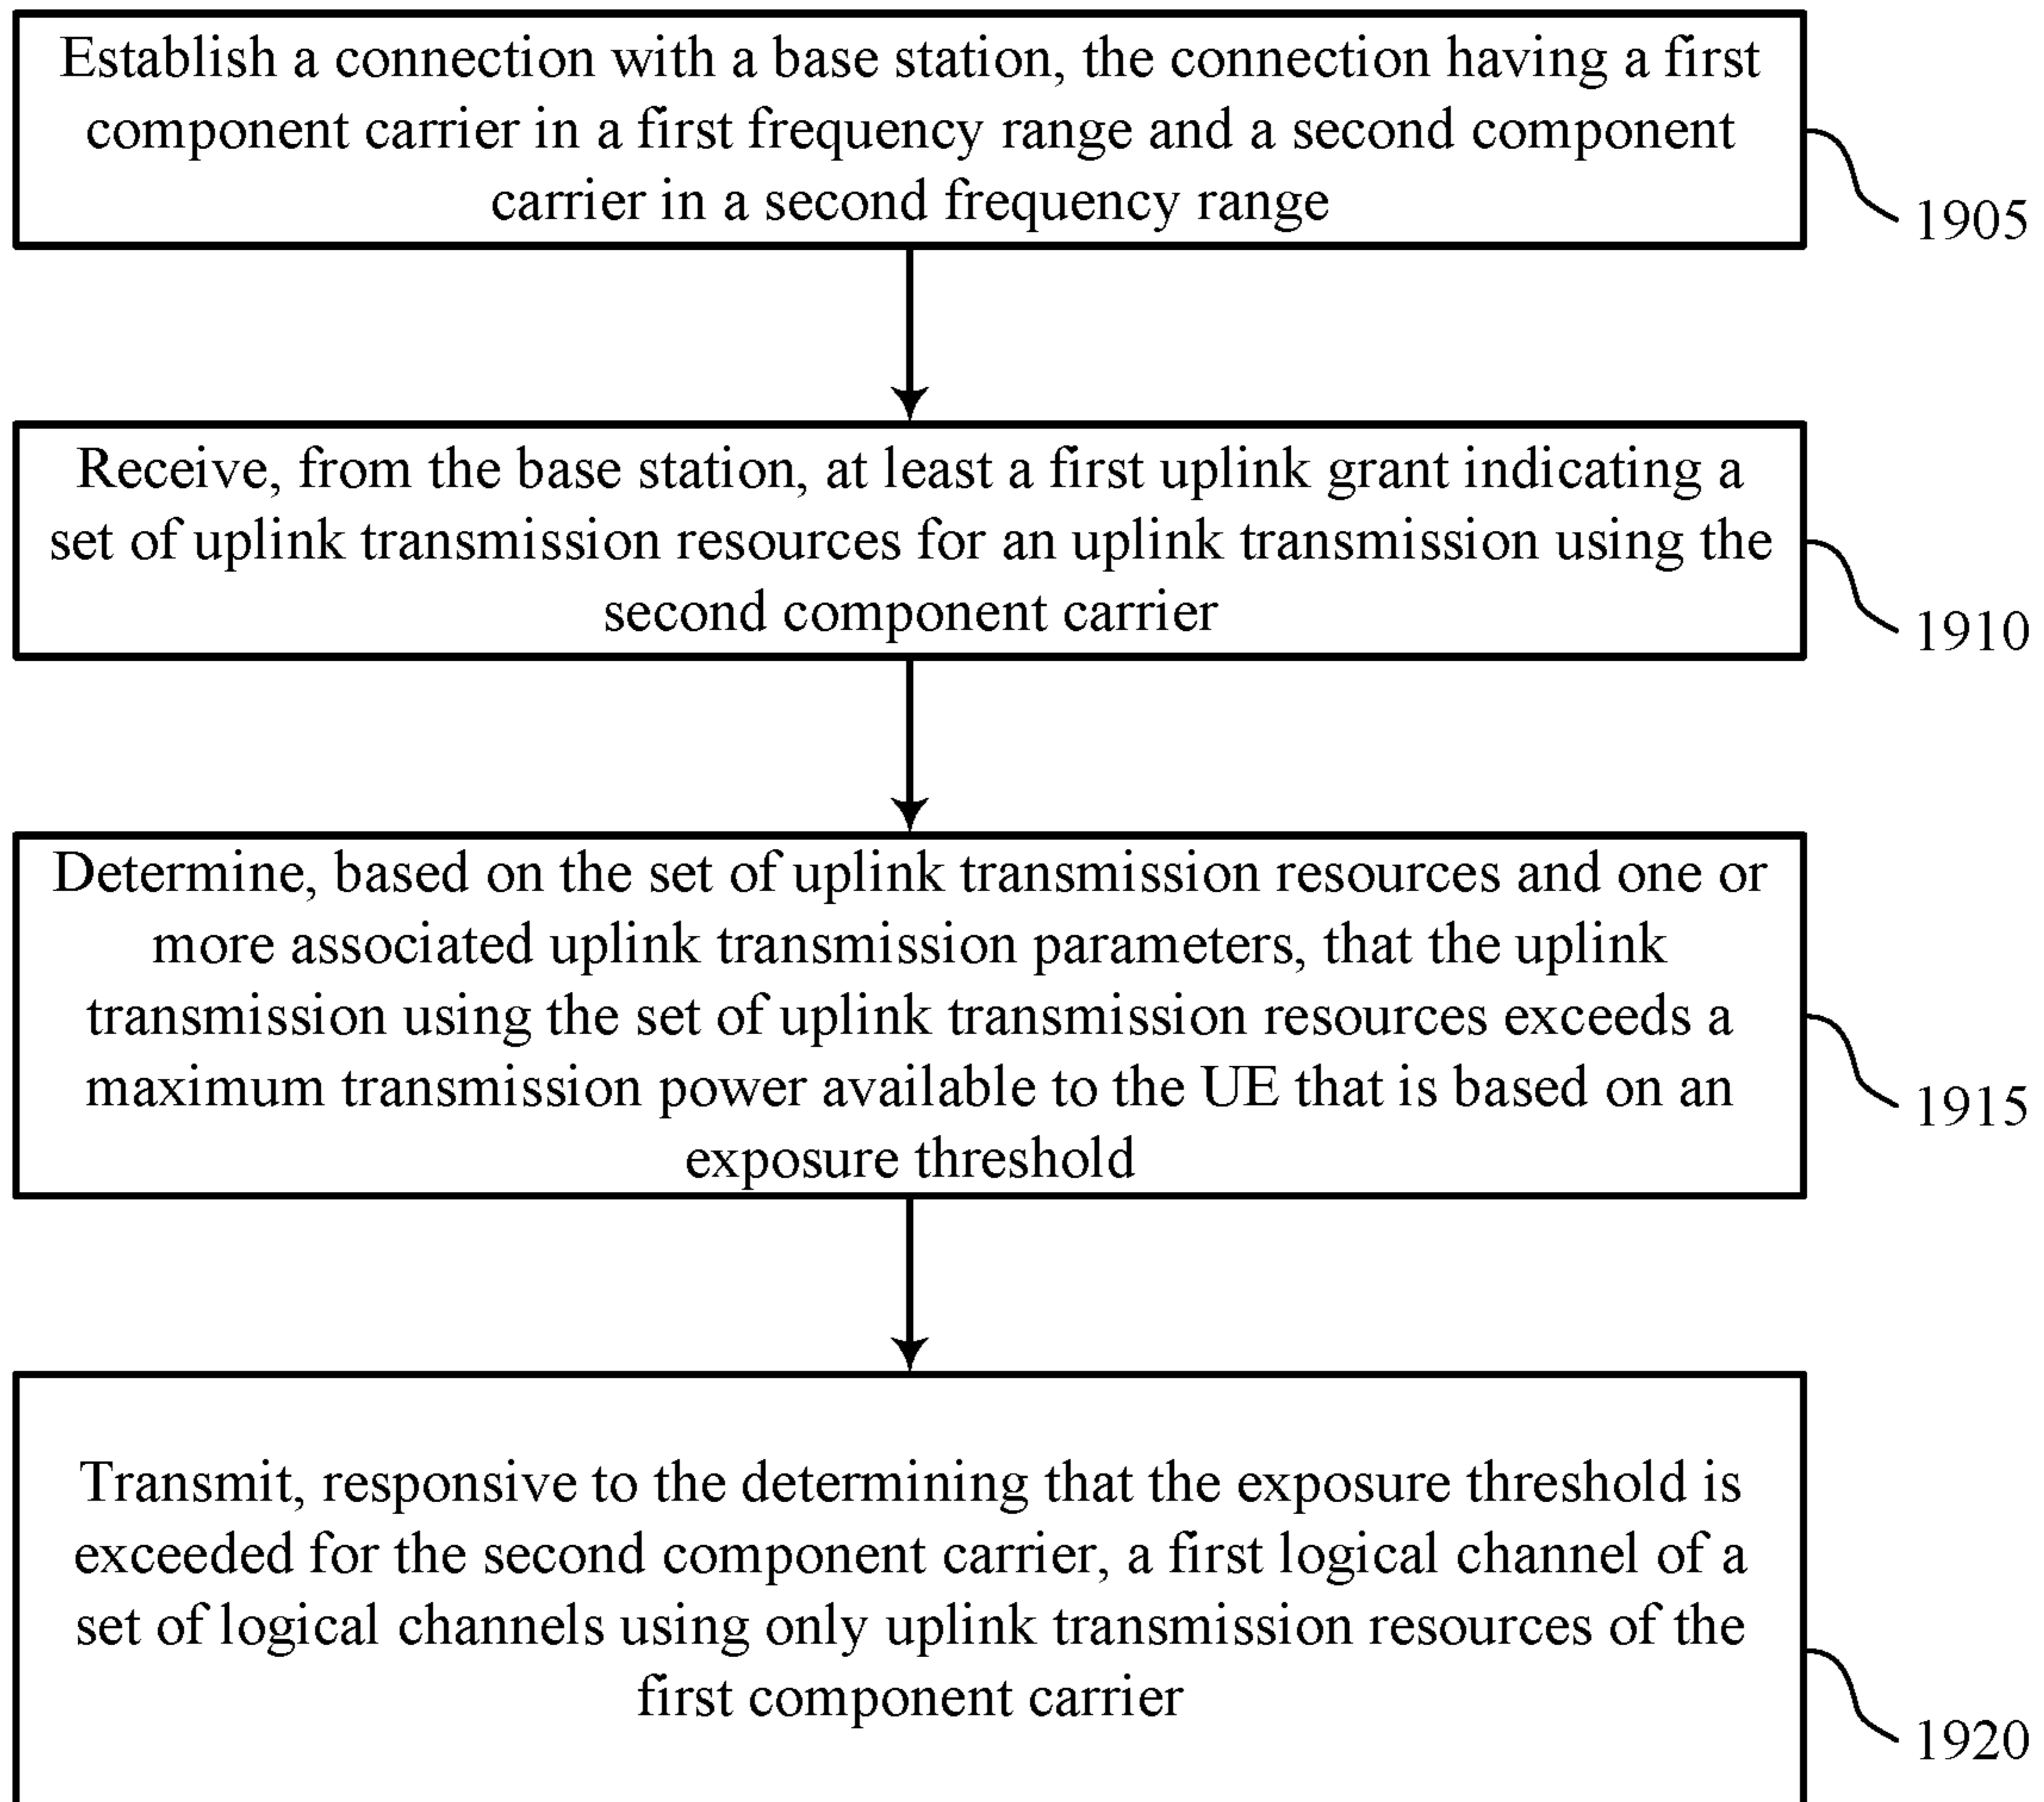 Establish a connection with a base station, the connection having a first
component carrier in a first frequency range and a second component
carrier in a second frequency range
1905
Receive, from the base station, at least a first uplink grant indicating a
set of uplink transmission resources for an uplink transmission using the
second component carrier
1910
Determine, based on the set of uplink transmission resources and one or
more associated uplink transmission parameters, that the uplink
transmission using the set of uplink transmission resources exceeds a
maximum transmission power available to the UE that is based on an
exposure threshold
1915
Transmit, responsive to the determining that the exposure threshold is
exceeded for the second component carrier, a first logical channel of a
set of logical channels using only uplink transmission resources of the
first component carrier
1920